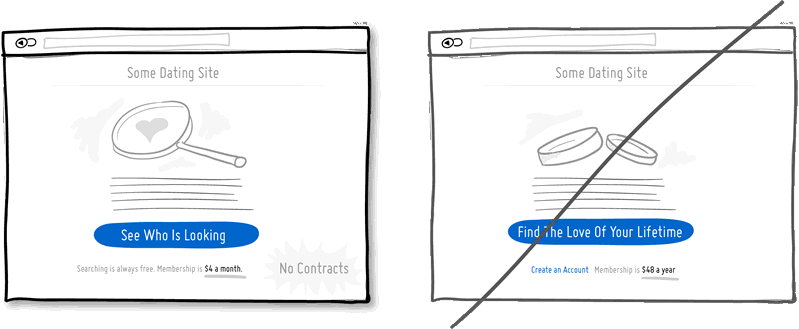 Some Dating Site
See Who Is Looking
Searching is always free. Membership is $4 a month.
No Contracts
Some Dating Site
Find The Love Of Your Lifetime
Create an Account Membership is $48 a year